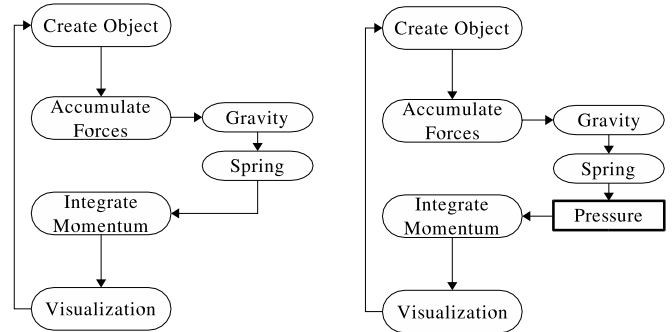 Create Object
Accumulate
Forces
Gravity
Spring
Integrate
Momentum
Visualization
Create Object
Accumulate
Forces
Gravity
Spring
Pressure
Integrate
Momentum
Visualization